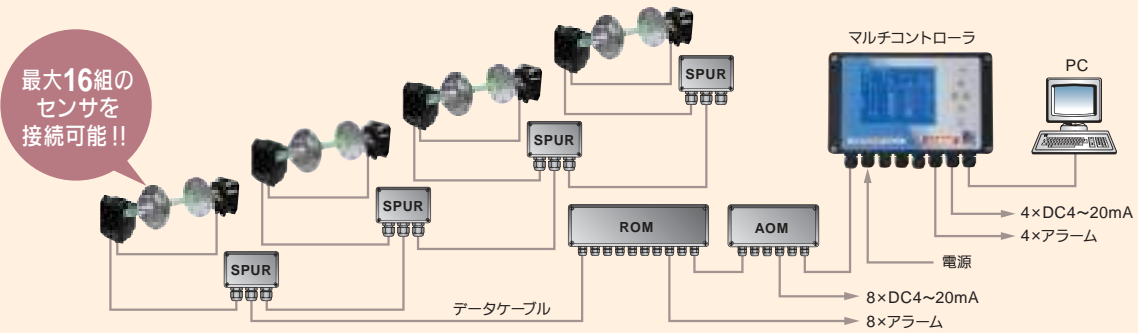 最大16組の
センサを
接続可能!!
マルチコントローラ
PC
SPUR
SPUR
SPUR
SPUR
ROM
AOM
データケーブル
4×DC4~20mA
4×アラーム
電源
8×DC4~20mA
8×アラーム